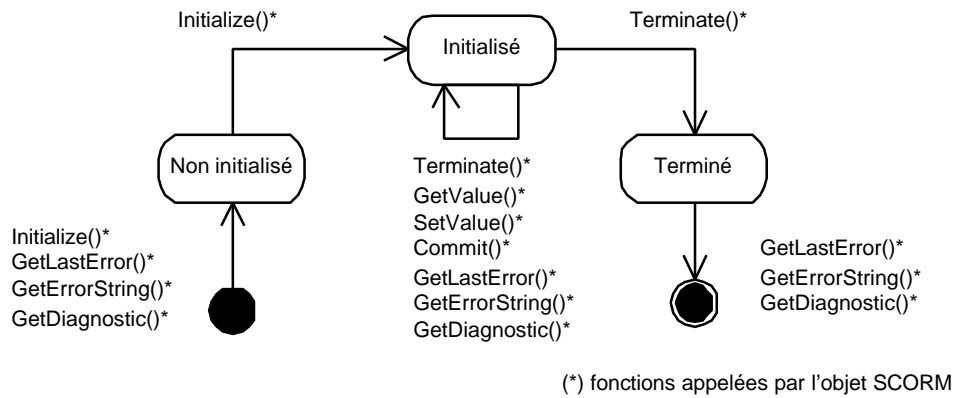 Initialize()*
Terminate()*
Initialisé
Non initialisé
Terminé
Initialize()*
GetLastError()*
GetErrorString()*
GetDiagnostic()*
Terminate()*
GetValue()*
SetValue()*
Commit()*
GetLastError()*
GetErrorString()*
GetDiagnostic()*
GetLastError()*
GetErrorString()*
GetDiagnostic()*
(*) fonctions appelées par l'objet SCORM